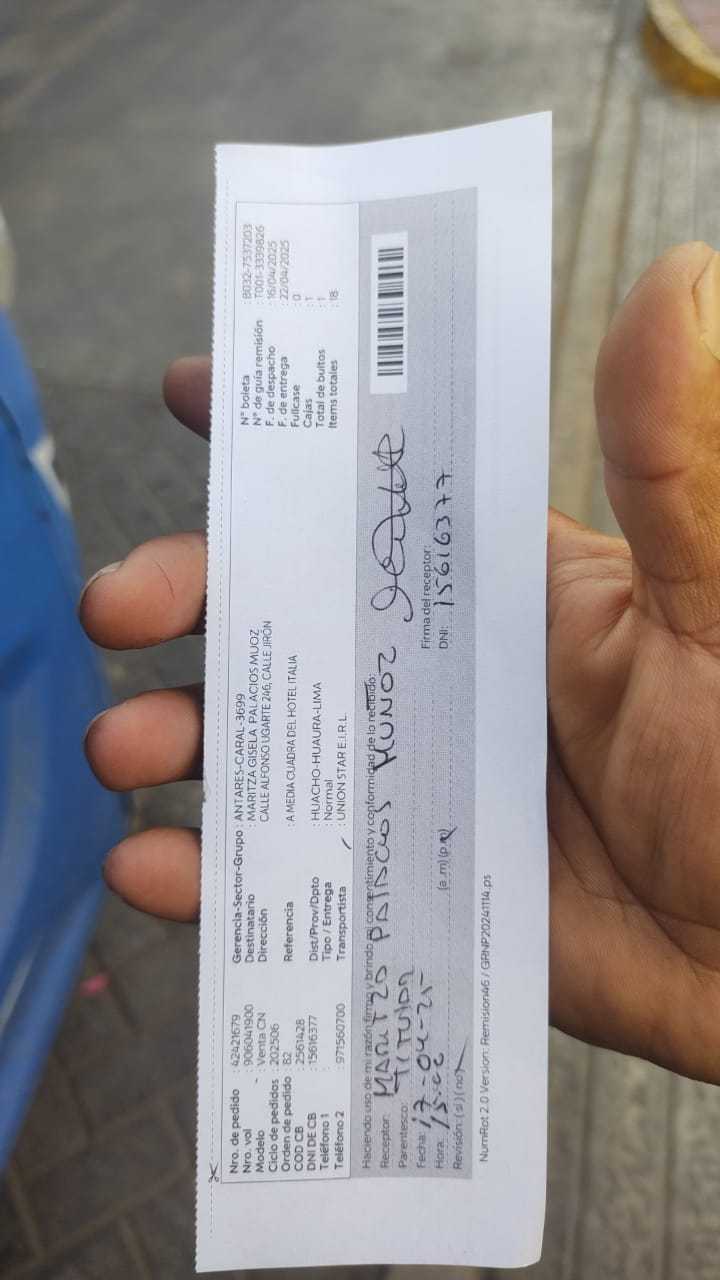 Nro. de pedido : 42421679
Nro. vol : 906041900
Modelo : Venta CN
Ciclo de pedidos : 202506
Orden de pedido : 82
COD CB : 2561428
DNI DE CB : 15616377
Teléfono 1 :
Teléfono 2 : 971560700
Gerencia-Sector-Grupo : ANTARES-CARAL-3699
Destinatario : MARITZA GISELA PALACIOS MUOZ
Dirección : CALLE ALFONSO UGARTE 246, CALLE JIRÓN
Referencia : A MEDIA CUADRA DEL HOTEL ITALIA
Dist/Prov/Dpto : HUACHO-HUAURA-LIMA
Tipo / Entrega : Normal
Transportista : UNION STAR E.I.R.L.
N° boleta : B032-7537203
N° de guía remisión : T001-3339826
F. de despacho : 16/04/2025
F. de entrega : 22/04/2025
Fullcase : 0
Cajas : 1
Total de bultos : 1
Items totales : 18
Haciendo uso de mi razón firmo y brindo mi consentimiento y conformidad de lo recibido:
Receptor: MARITZA PALACIOS MUÑOZ
Parentesco: TITULAR
Fecha: 17-04-25
Hora: (a.m) (p.m)
Revisión: (si) (no)
Firma del receptor:
DNI: 15616377
NumRot 2.0 Version: Remision46 / GRNP20241114.ps